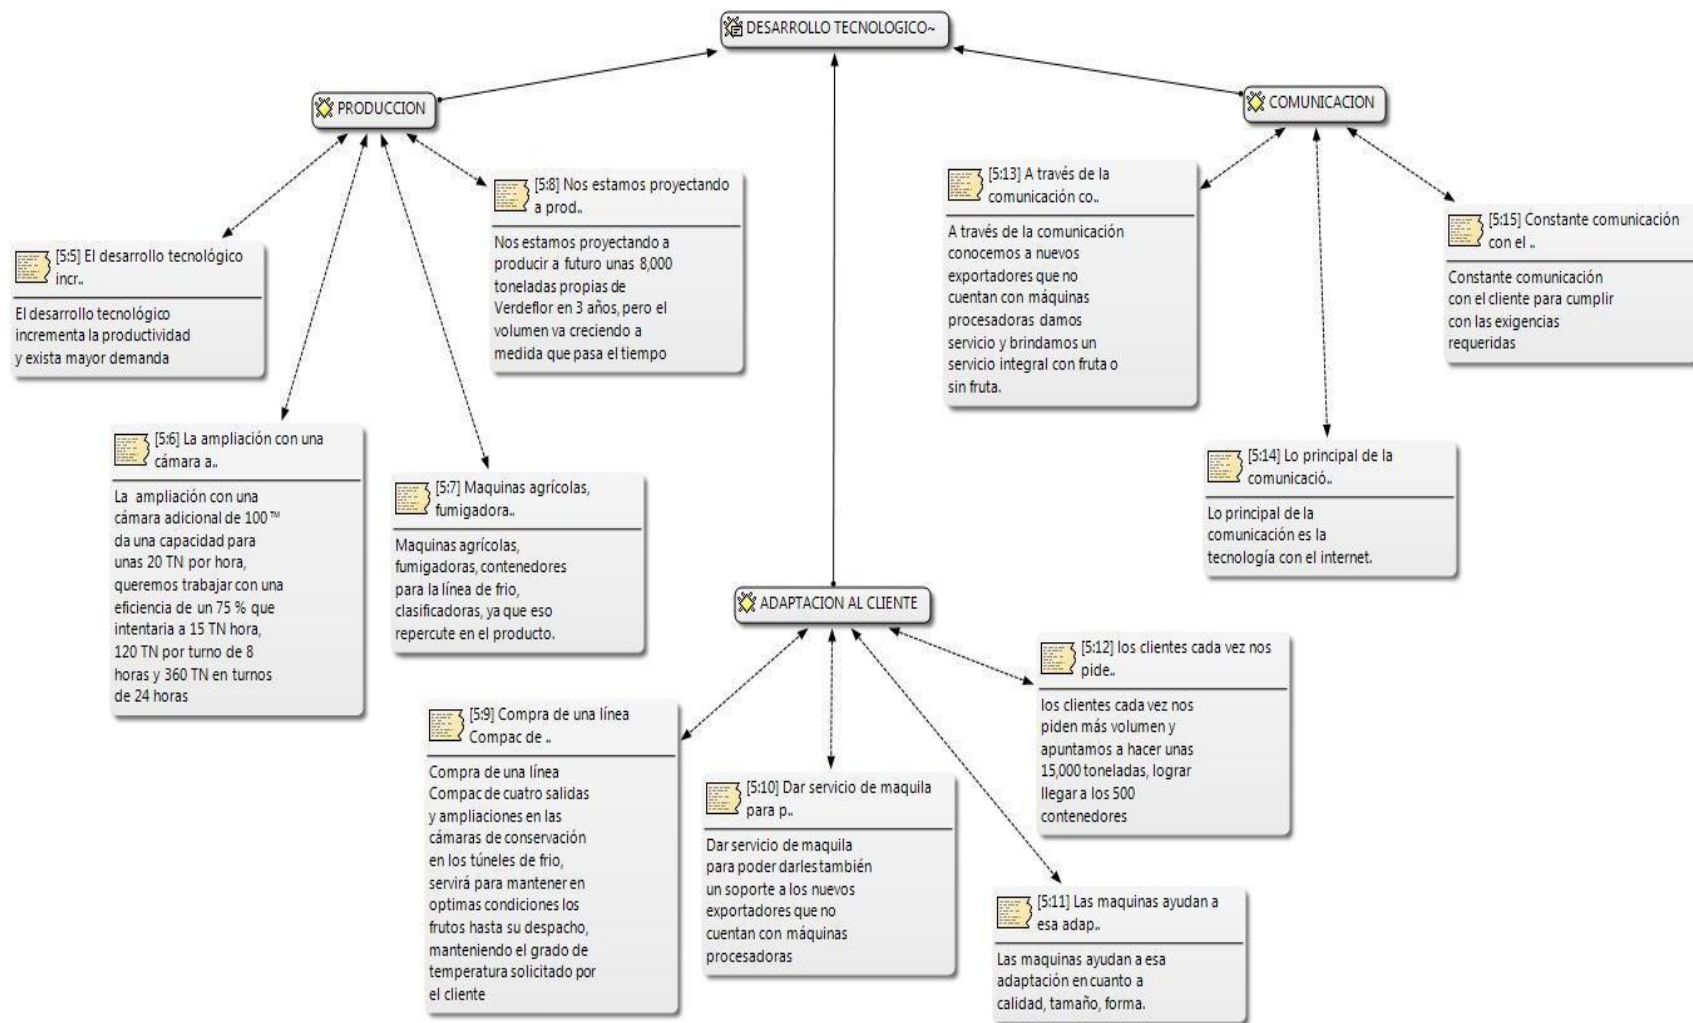 DESARROLLO TECNOLOGICO~
PRODUCCION
[5:5] El desarrollo tecnológico
incr..
El desarrollo tecnológico
incrementa la productividad
y exista mayor demanda
[5:6] La ampliación con una
cámara a..
La ampliación con una
cámara adicional de 100 ™
da una capacidad para
unas 20 TN por hora,
queremos trabajar con una
eficiencia de un 75 % que
intentaria a 15 TN hora,
120 TN por turno de 8
horas y 360 TN en turnos
de 24 horas
[5:7] Maquinas agrícolas,
fumigadora..
Maquinas agrícolas,
fumigadoras, contenedores
para la línea de frio,
clasificadoras, ya que eso
repercute en el producto.
[5:8] Nos estamos proyectando
a prod..
Nos estamos proyectando a
producir a futuro unas 8,000
toneladas propias de
Verdeflor en 3 años, pero el
volumen va creciendo a
medida que pasa el tiempo
ADAPTACION AL CLIENTE
[5:9] Compra de una línea
Compac de ..
Compra de una línea
Compac de cuatro salidas
y ampliaciones en las
cámaras de conservación
en los túneles de frio,
servirá para mantener en
optimas condiciones los
frutos hasta su despacho,
manteniendo el grado de
temperatura solicitado por
el cliente
[5:10] Dar servicio de maquila
para p..
Dar servicio de maquila
para poder darles también
un soporte a los nuevos
exportadores que no
cuentan con máquinas
procesadoras
[5:11] Las maquinas ayudan a
esa adap..
Las maquinas ayudan a esa
adaptación en cuanto a
calidad, tamaño, forma.
[5:12] los clientes cada vez nos
pide..
los clientes cada vez nos
piden más volumen y
apuntamos a hacer unas
15,000 toneladas, lograr
llegar a los 500
contenedores
COMUNICACION
[5:13] A través de la
comunicación co..
A través de la comunicación
conocemos a nuevos
exportadores que no
cuentan con máquinas
procesadoras damos
servicio y brindamos un
servicio integral con fruta o
sin fruta.
[5:14] Lo principal de la
comunicació..
Lo principal de la
comunicación es la
tecnología con el internet.
[5:15] Constante comunicación
con el ..
Constante comunicación
con el cliente para cumplir
con las exigencias
requeridas